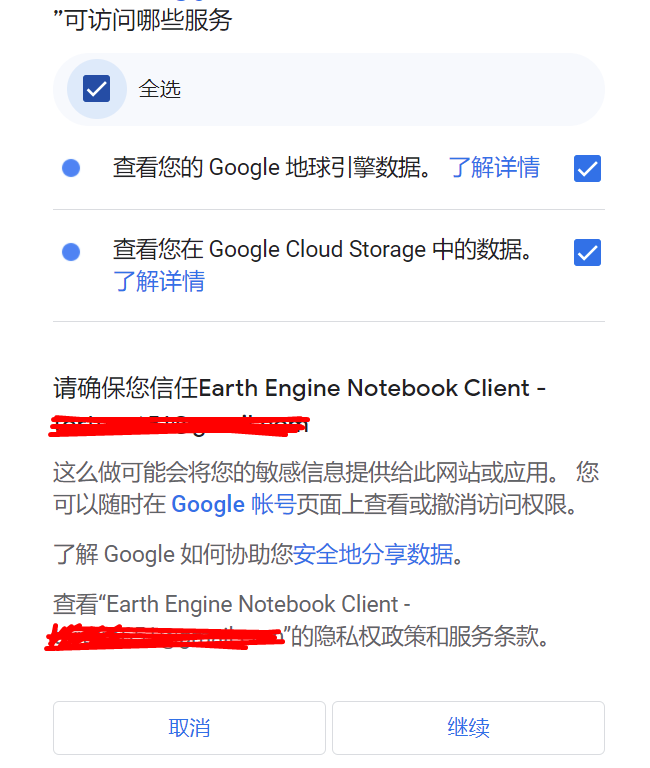 ”可访问哪些服务
全选
查看您的 Google 地球引擎数据。 了解详情
查看您在 Google Cloud Storage 中的数据。
了解详情
请确保您信任Earth Engine Notebook Client -
这么做可能会将您的敏感信息提供给此网站或应用。 您
可以随时在 Google 帐号页面上查看或撤消访问权限。
了解 Google 如何协助您安全地分享数据。
查看“Earth Engine Notebook Client -
”的隐私权政策和服务条款。
取消
继续